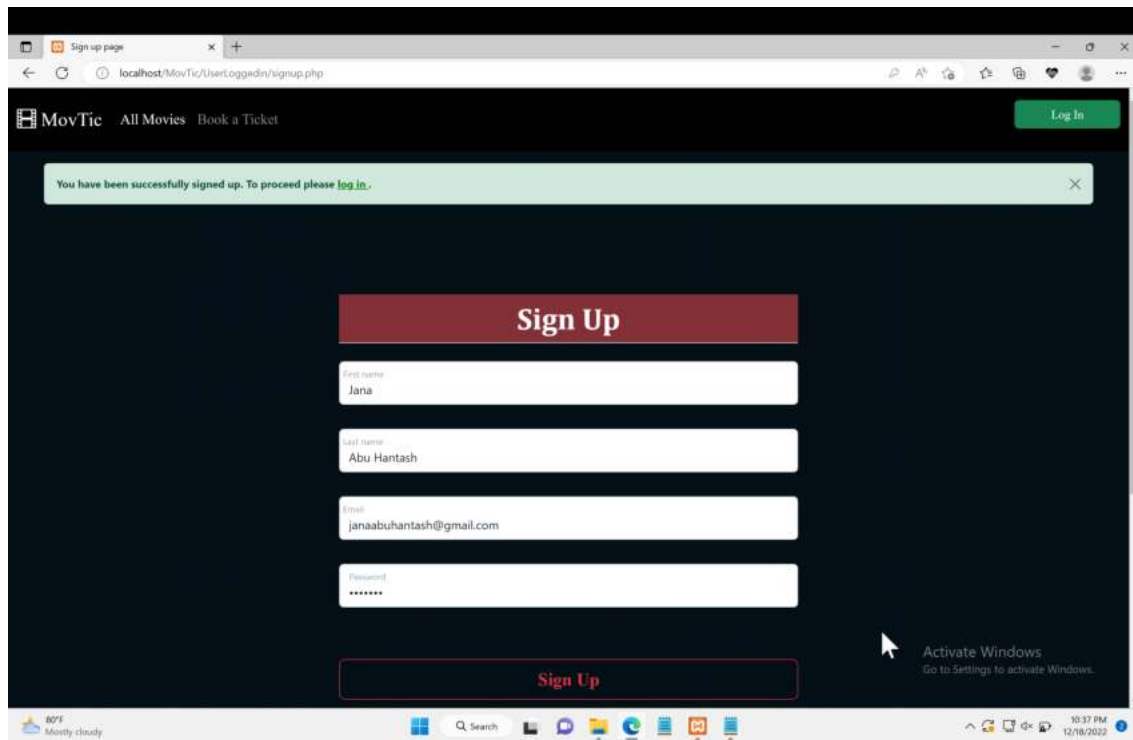 Sign up page
localhost/MovTic/UserLoggedin/signup.php
MovTic All Movies Book a Ticket Log In
You have been successfully signed up. To proceed please log in .
Sign Up
First name
Jana
Last name
Abu Hantash
Email
janaabuhantash@gmail.com
Password
•••••••
Sign Up
Activate Windows
Go to Settings to activate Windows.
80°F
Mostly cloudy
Search
10:37 PM
12/18/2022